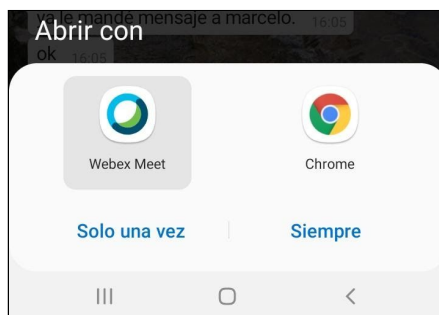 ya le mandé mensaje a marcelo. 16:05
Abrir con
ok 16:05
Webex Meet
Chrome
Solo una vez
Siempre